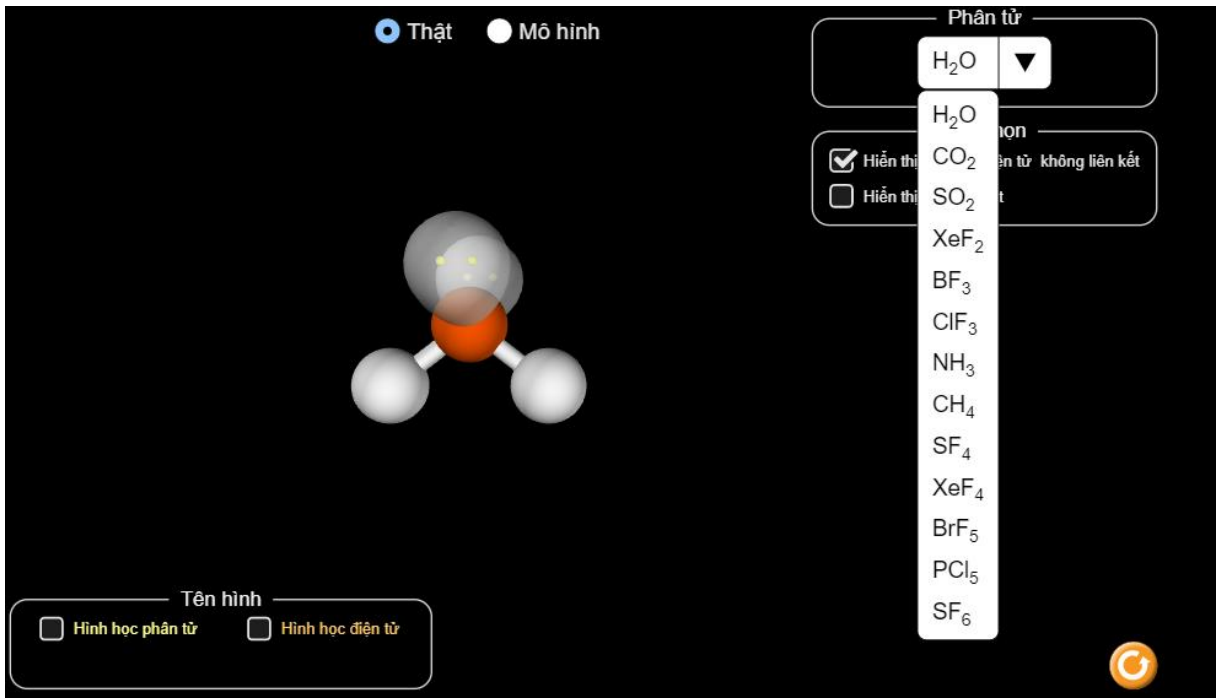 Thật
Mô hình
Phân tử
H₂O
H₂O
CO₂
SO₂
XeF₂
BF₃
ClF₃
NH₃
CH₄
SF₄
XeF₄
BrF₅
PCl₅
SF₆
Hiển thị
không liên kết
Hiển thị
Tên hình
Hình học phân tử
Hình học điện tử